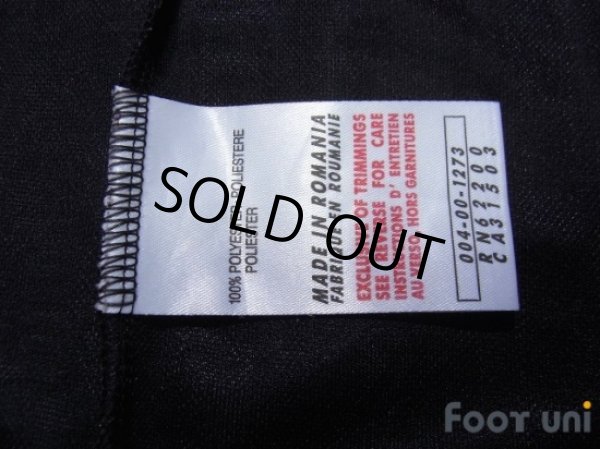 100% POLYESTER POLIESTERE
POLIESTER
MADE IN ROMANIA
FABRIQUE EN ROUMANIE
EXCLUSIVE OF TRIMMINGS
SEE REVERSE FOR CARE
INSTRUCTIONS D' ENTRETIEN
AU VERSO HORS GARNITURES
004-00-1273
RN62200
CA31503
SOLD OUT
FOOT UNI